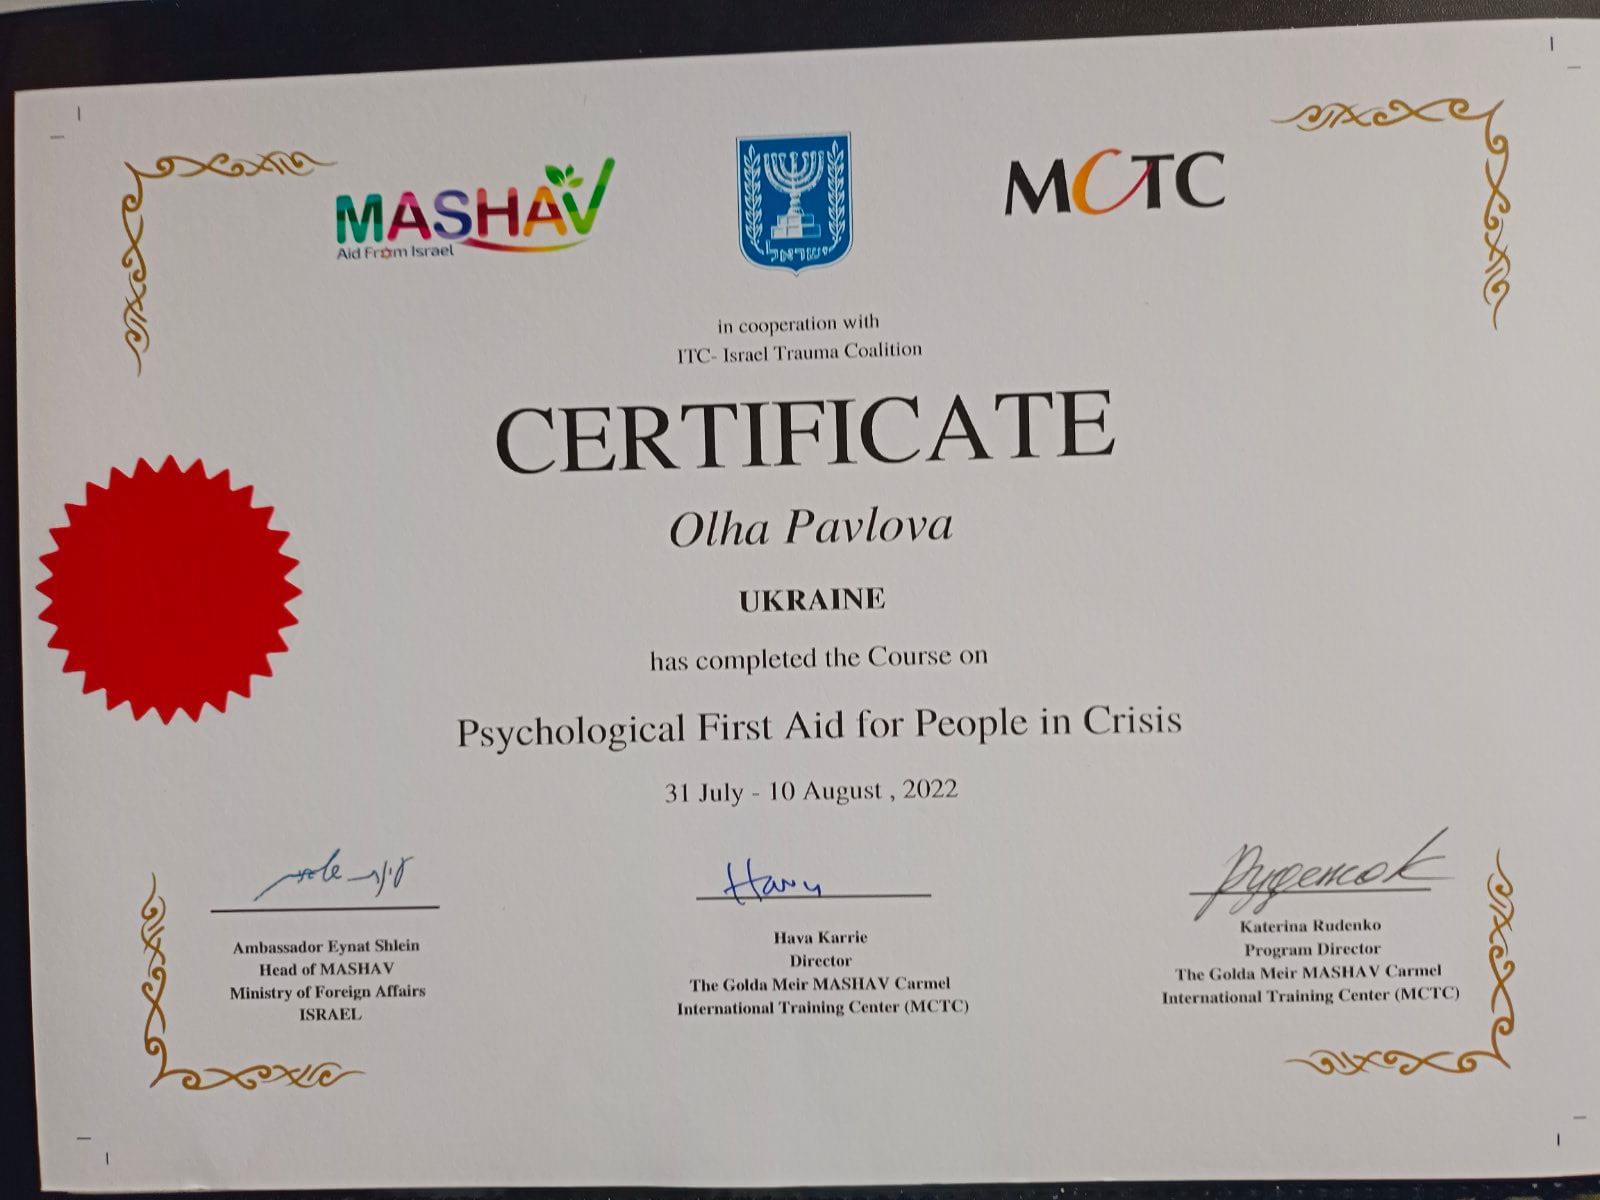 MASHAV
Aid From Israel
ישראל
MCTC
in cooperation with
ITC- Israel Trauma Coalition
CERTIFICATE
Olha Pavlova
UKRAINE
has completed the Course on
Psychological First Aid for People in Crisis
31 July - 10 August , 2022
Ambassador Eynat Shlein
Head of MASHAV
Ministry of Foreign Affairs
ISRAEL
Hava
Hava Karrie
Director
The Golda Meir MASHAV Carmel
International Training Center (MCTC)
Katerina Rudenko
Program Director
The Golda Meir MASHAV Carmel
International Training Center (MCTC)